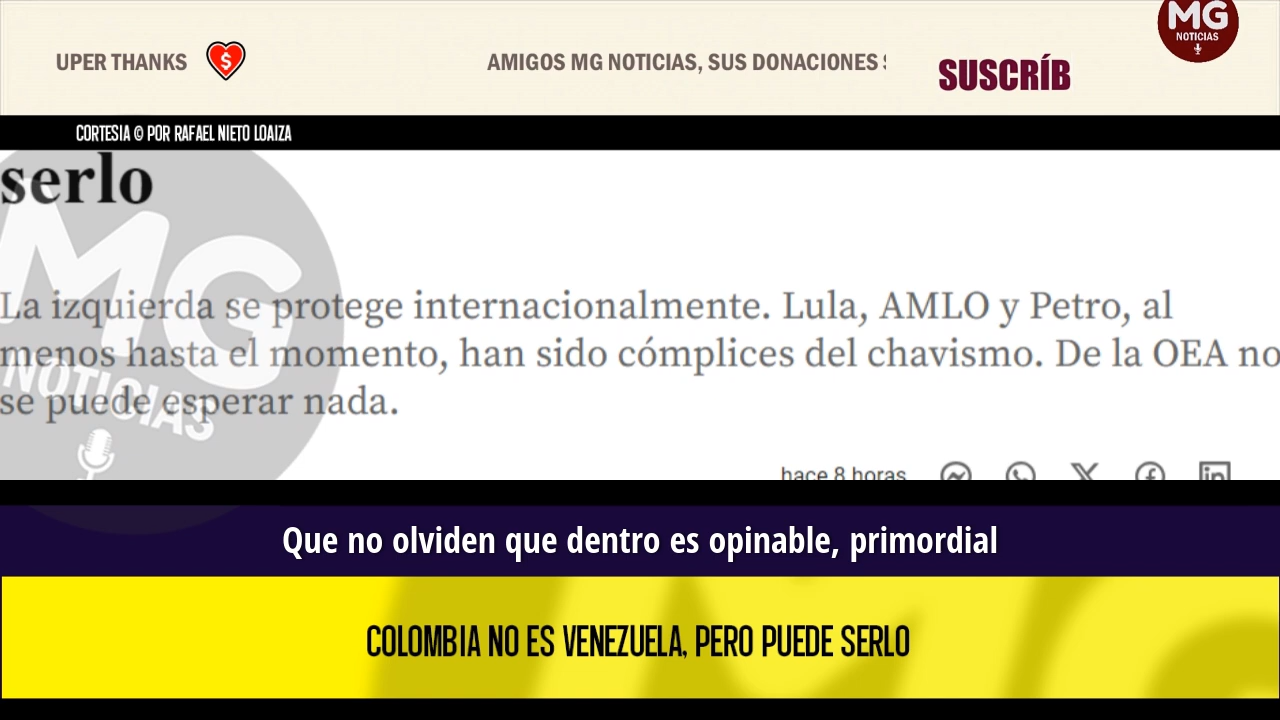 UPER THANKS
$
AMIGOS MG NOTICIAS, SUS DONACIONES
SUSCRÍB
MG
NOTICIAS
CORTESIA © POR RAFAEL NIETO LOAIZA
serlo
MG
NOTICIAS
La izquierda se protege internacionalmente. Lula, AMLO y Petro, al
menos hasta el momento, han sido cómplices del chavismo. De la OEA no
se puede esperar nada.
hace 8 horas
Que no olviden que dentro es opinable, primordial
COLOMBIA NO ES VENEZUELA, PERO PUEDE SERLO